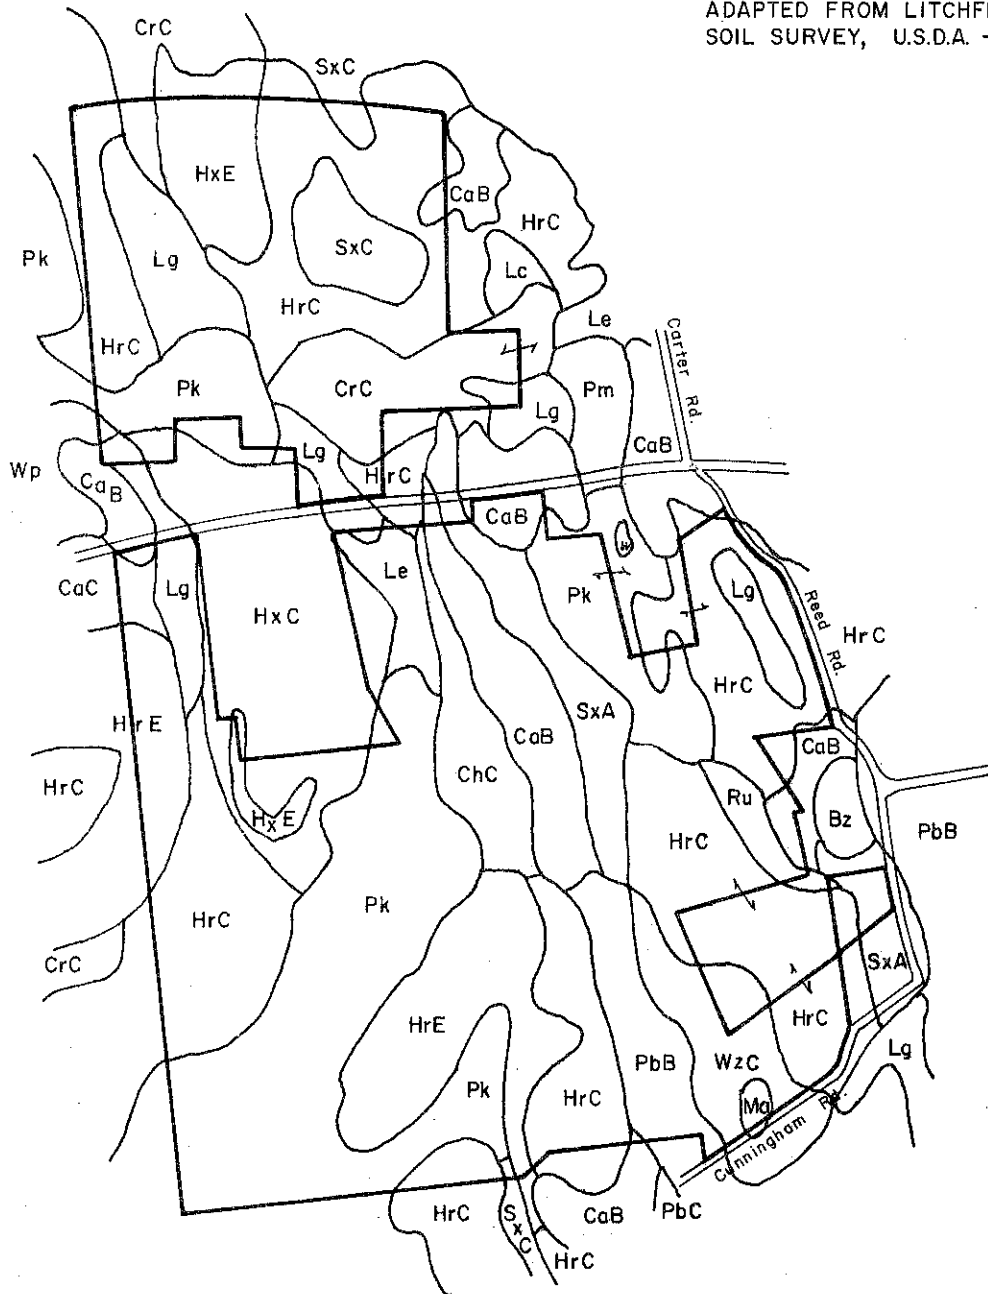 ADAPTED FROM LITCHF
SOIL SURVEY, U.S.D.A. -
CrC
SxC
HxE
CaB
HrC
Pk
Lg
SxC
Lc
HrC
Le
HrC
Carter Rd.
Pk
CrC
Pm
Lg
CaB
Wp
CaB
Lg
HrC
CaB
CaC
Lg
Le
Pk
Lg
HxC
Reed Rd.
HrC
HrC
HrE
SxA
CaB
CaB
HrC
ChC
Ru
Bz
HxE
PbB
HrC
Pk
HrC
CrC
SxA
HrE
HrC
Lg
Pk
HrC
PbB
WzC
Ma
Cunningham Rd.
HrC
SxC
CaB
PbC
HrC